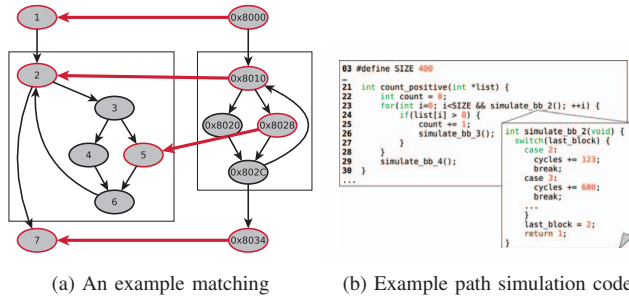 1
0x8000
2
0x8010
3
0x8020
0x8028
4
5
6
0x802C
7
0x8034
(a) An example matching
03 #define SIZE 400
…
21 int count_positive(int *list) {
22 int count = 0;
23 for(int i=0; i<SIZE && simulate_bb_2(); ++i) {
24 if(list[i] > 0) {
25 count += 1;
26 simulate_bb_3();
27 }
28 }
29 simulate_bb_4();
30 }
...
int simulate_bb_2(void) {
switch(last_block) {
case 2:
cycles += 123;
break;
case 3:
cycles += 680;
break;
...
}
last_block = 2;
return 1;
}
(b) Example path simulation code